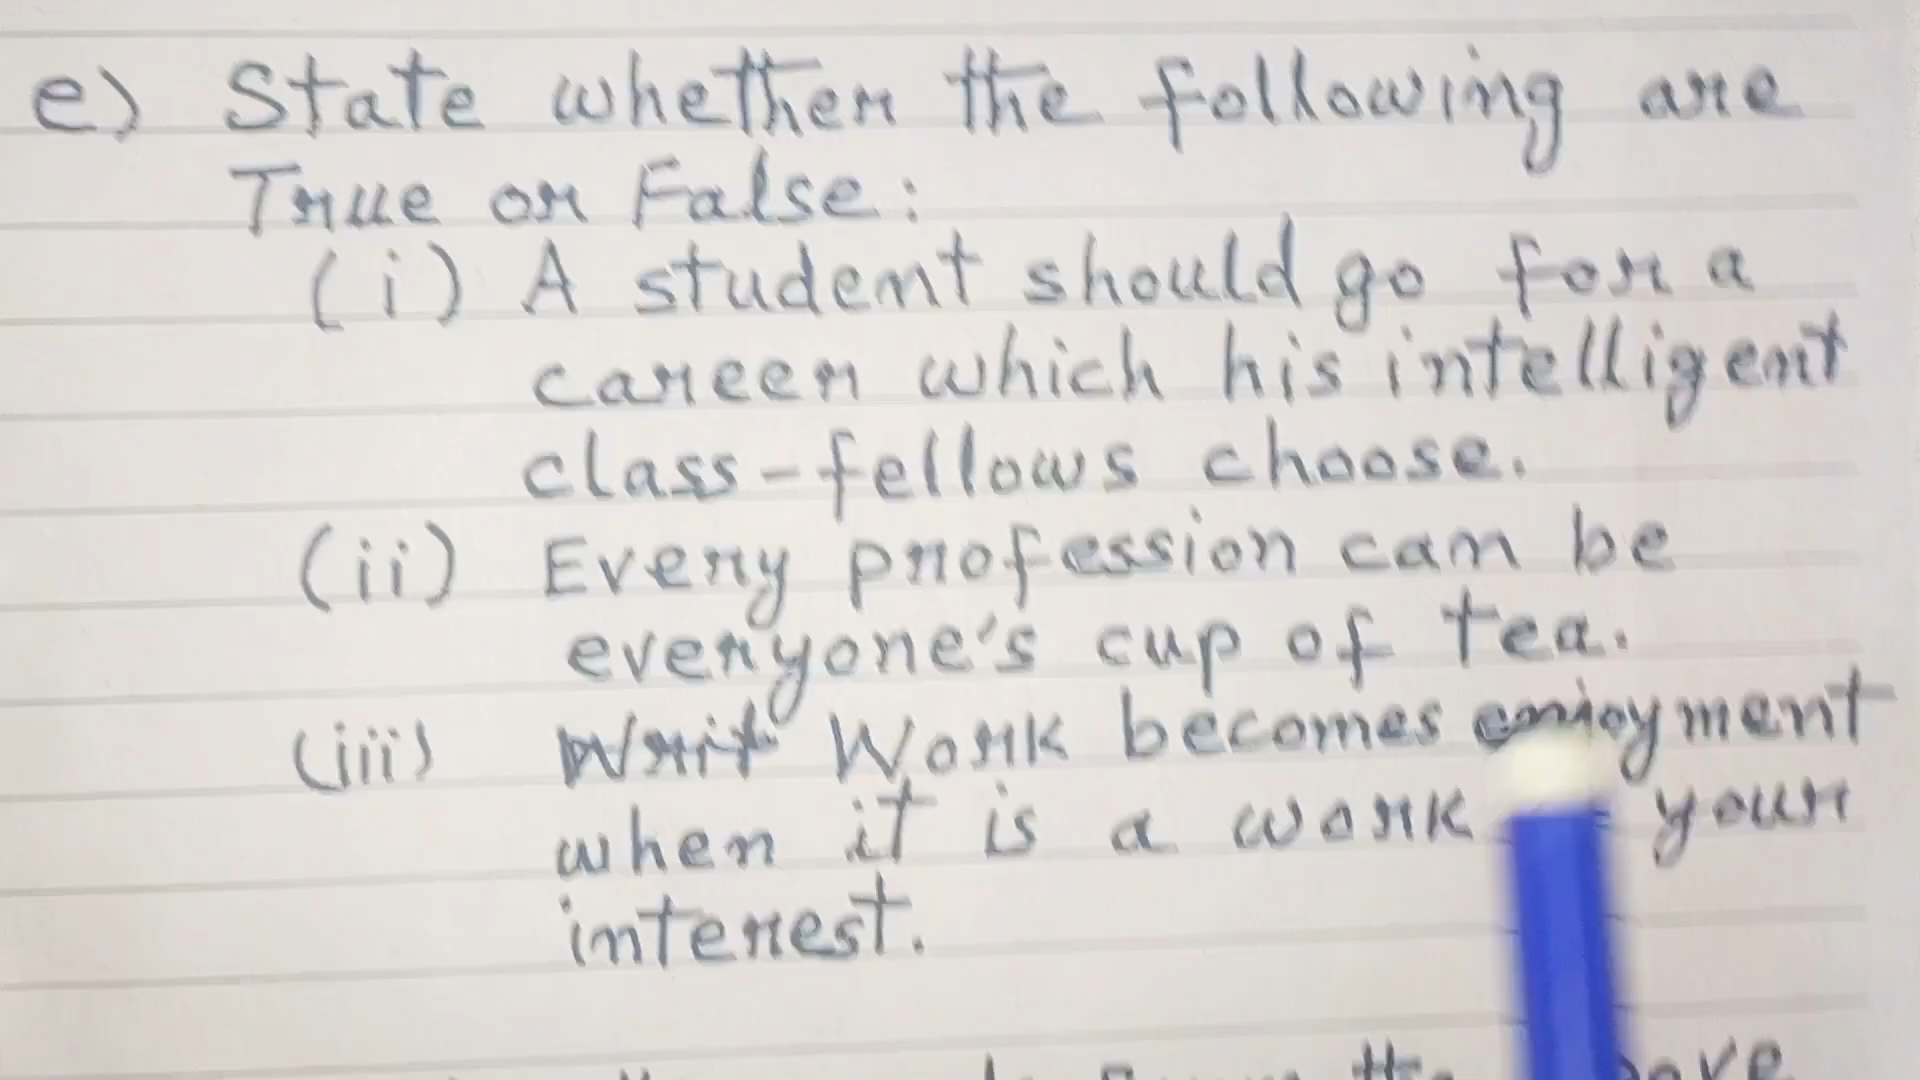 e) State whether the following are
True or False:
(i) A student should go for a
career which his intelligent
class-fellows choose.
(ii) Every profession can be
everyone's cup of tea.
(iii) Work becomes enjoyment
when it is a work your
interest.
the